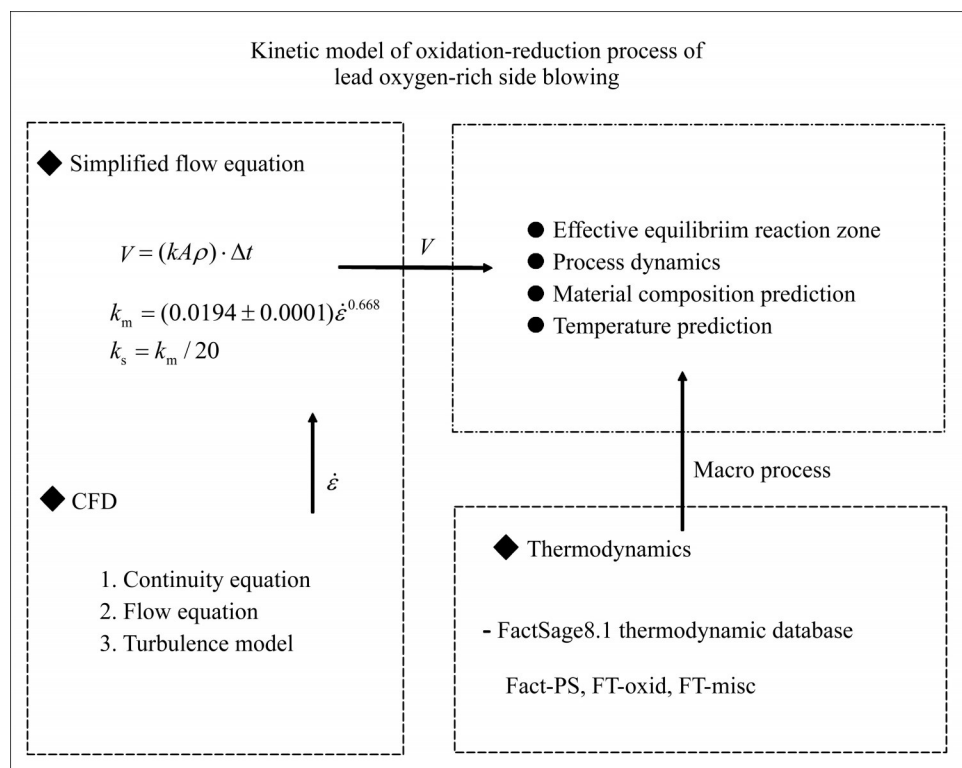 Kinetic model of oxidation-reduction process of
lead oxygen-rich side blowing
◆ Simplified flow equation
V = (kAρ) · Δt
k_m = (0.0194 ± 0.0001)ε̇^0.668
k_s = k_m / 20
V
● Effective equilibriim reaction zone
● Process dynamics
● Material composition prediction
● Temperature prediction
ε̇
Macro process
◆ CFD
1. Continuity equation
2. Flow equation
3. Turbulence model
◆ Thermodynamics
- FactSage8.1 thermodynamic database
Fact-PS, FT-oxid, FT-misc